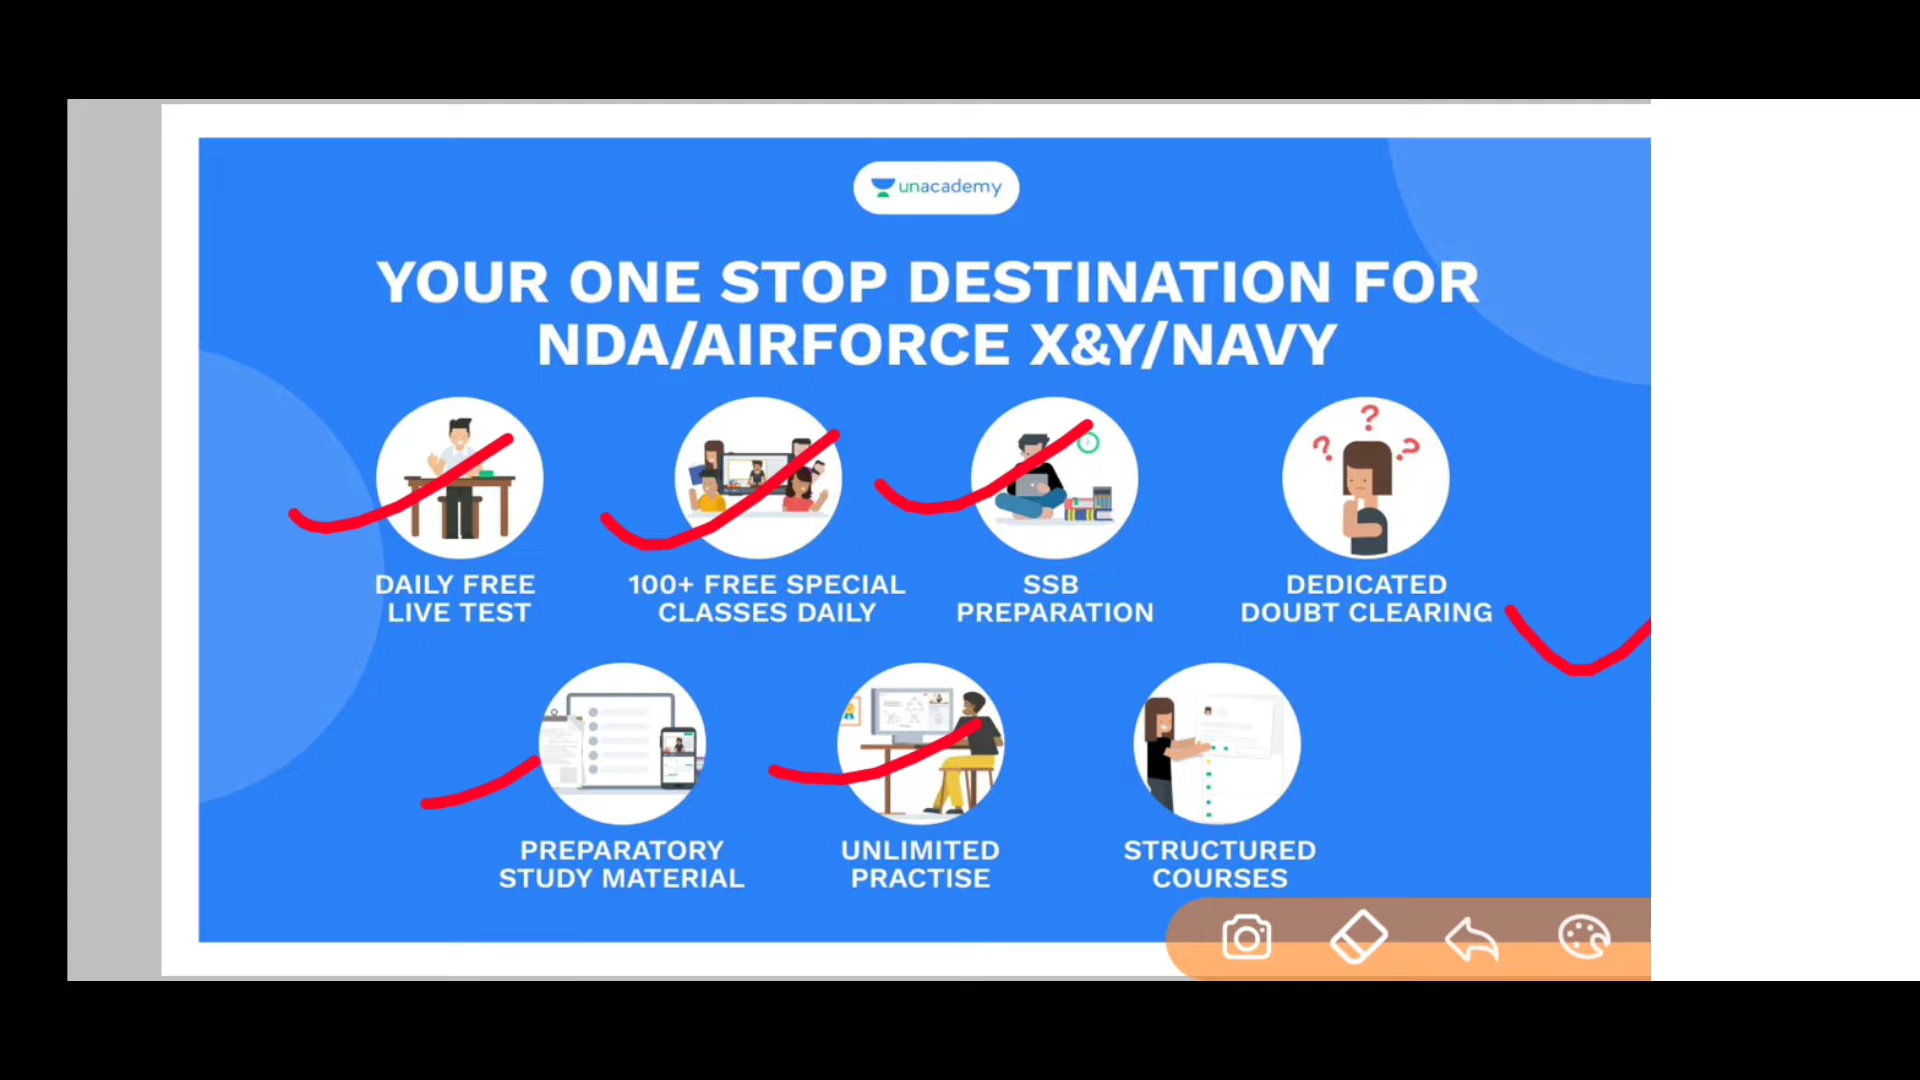 unacademy
YOUR ONE STOP DESTINATION FOR
NDA/AIRFORCE X&Y/NAVY
DAILY FREE
LIVE TEST
100+ FREE SPECIAL
CLASSES DAILY
SSB
PREPARATION
DEDICATED
DOUBT CLEARING
PREPARATORY
STUDY MATERIAL
UNLIMITED
PRACTISE
STRUCTURED
COURSES